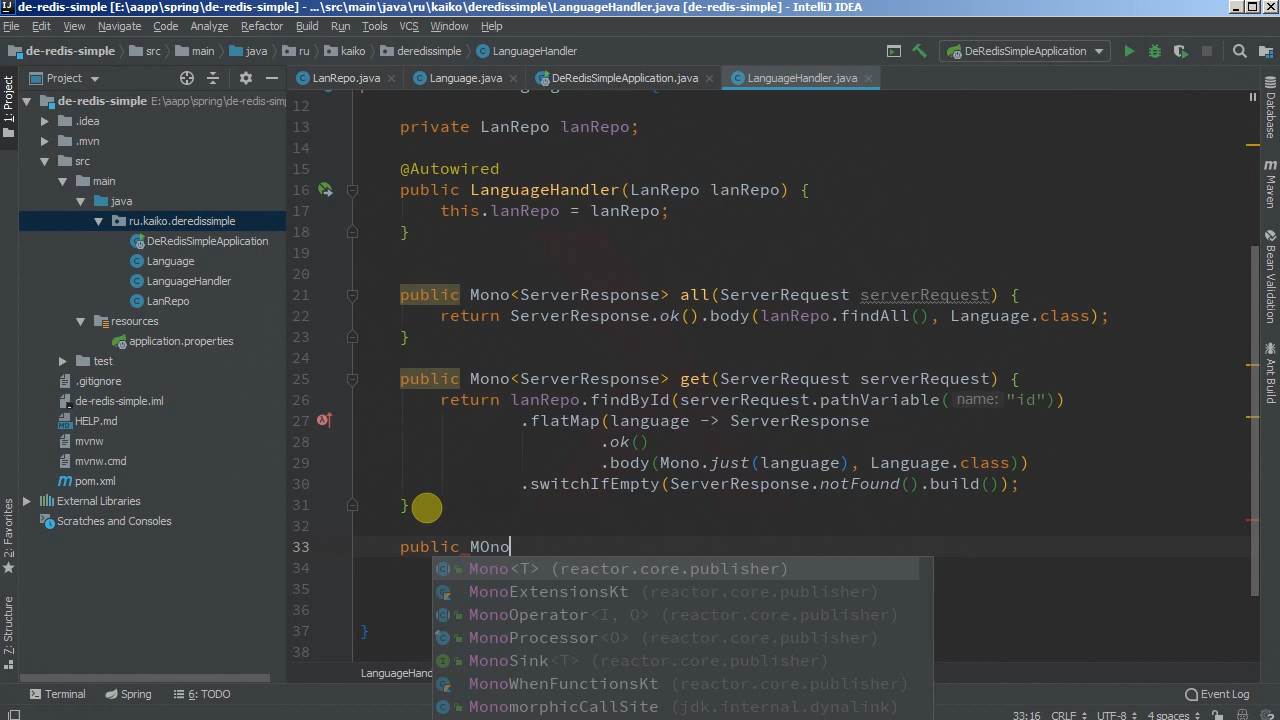 de-redis-simple [E:\aapp\spring\de-redis-simple] - ...\src\main\java\ru\kaiko\deredissimple\LanguageHandler.java [de-redis-simple] - IntelliJ IDEA
File Edit View Navigate Code Analyze Refactor Build Run Tools VCS Window Help
de-redis-simple src main java ru kaiko deredissimple LanguageHandler DeRedisSimpleApplication
Project LanRepo.java Language.java DeRedisSimpleApplication.java LanguageHandler.java
1: Project
7: Structure
2: Favorites
de-redis-simple E:\aapp\spring\de-redis-sim
.idea
.mvn
src
main
java
ru.kaiko.deredissimple
DeRedisSimpleApplication
Language
LanguageHandler
LanRepo
resources
application.properties
test
.gitignore
de-redis-simple.iml
HELP.md
mvnw
mvnw.cmd
pom.xml
External Libraries
Scratches and Consoles
12
13 private LanRepo lanRepo;
14
15 @Autowired
16 public LanguageHandler(LanRepo lanRepo) {
17 this.lanRepo = lanRepo;
18 }
19
20
21 public Mono<ServerResponse> all(ServerRequest serverRequest) {
22 return ServerResponse.ok().body(lanRepo.findAll(), Language.class);
23 }
24
25 public Mono<ServerResponse> get(ServerRequest serverRequest) {
26 return lanRepo.findById(serverRequest.pathVariable( name: "id"))
27 .flatMap(language -> ServerResponse
28 .ok()
29 .body(Mono.just(language), Language.class))
30 .switchIfEmpty(ServerResponse.notFound().build());
31 }
32
33 public MOno
34
35
36
37 }
38
Mono<T> (reactor.core.publisher)
MonoExtensionsKt (reactor.core.publisher)
MonoOperator<I, O> (reactor.core.publisher)
MonoProcessor<O> (reactor.core.publisher)
MonoSink<T> (reactor.core.publisher)
MonoWhenFunctionsKt (reactor.core.publisher)
MonomorphicCallSite (jdk.internal.dynalink)
LanguageHand
Database
Maven
Bean Validation
Ant Build
Terminal Spring 6: TODO Event Log
33:16 CRLF UTF-8 4 spaces